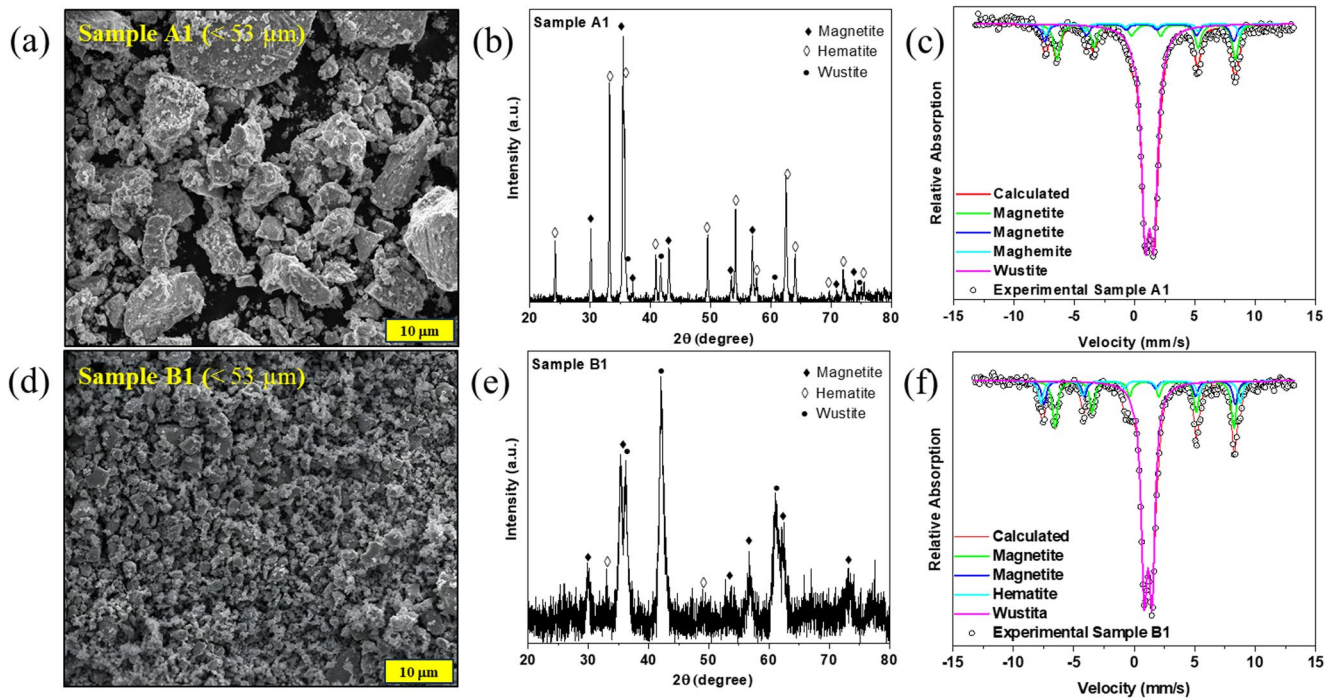 (a)
Sample A1 (< 53 µm)
10 µm
(b)
Sample A1
Magnetite
Hematite
Wustite
Intensity (a.u.)
20 30 40 50 60 70 80
2θ (degree)
(c)
Relative Absorption
Calculated
Magnetite
Magnetite
Maghemite
Wustite
Experimental Sample A1
-15 -10 -5 0 5 10 15
Velocity (mm/s)
(d)
Sample B1 (< 53 µm)
10 µm
(e)
Sample B1
Magnetite
Hematite
Wustite
Intensity (a.u.)
20 30 40 50 60 70 80
2θ (degree)
(f)
Relative Absorption
Calculated
Magnetite
Magnetite
Hematite
Wustita
Experimental Sample B1
-15 -10 -5 0 5 10 15
Velocity (mm/s)